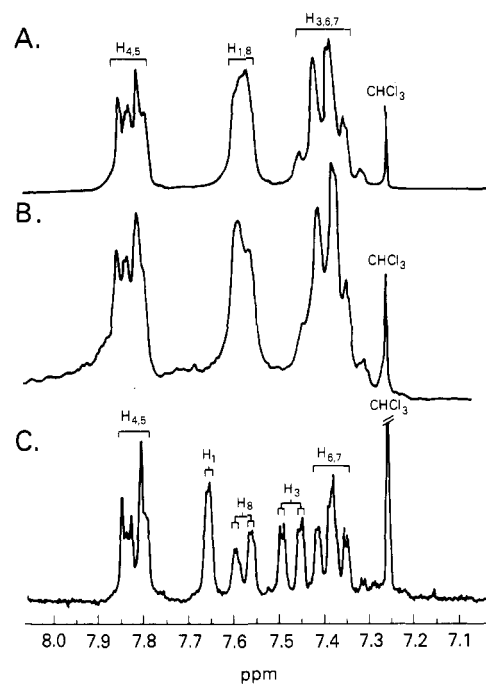 A.
H4,5
H1,8
H3,6,7
CHCl3
B.
CHCl3
C.
H4,5
H1
H8
H3
H6,7
CHCl3
8.0 7.9 7.8 7.7 7.6 7.5 7.4 7.3 7.2 7.1
ppm